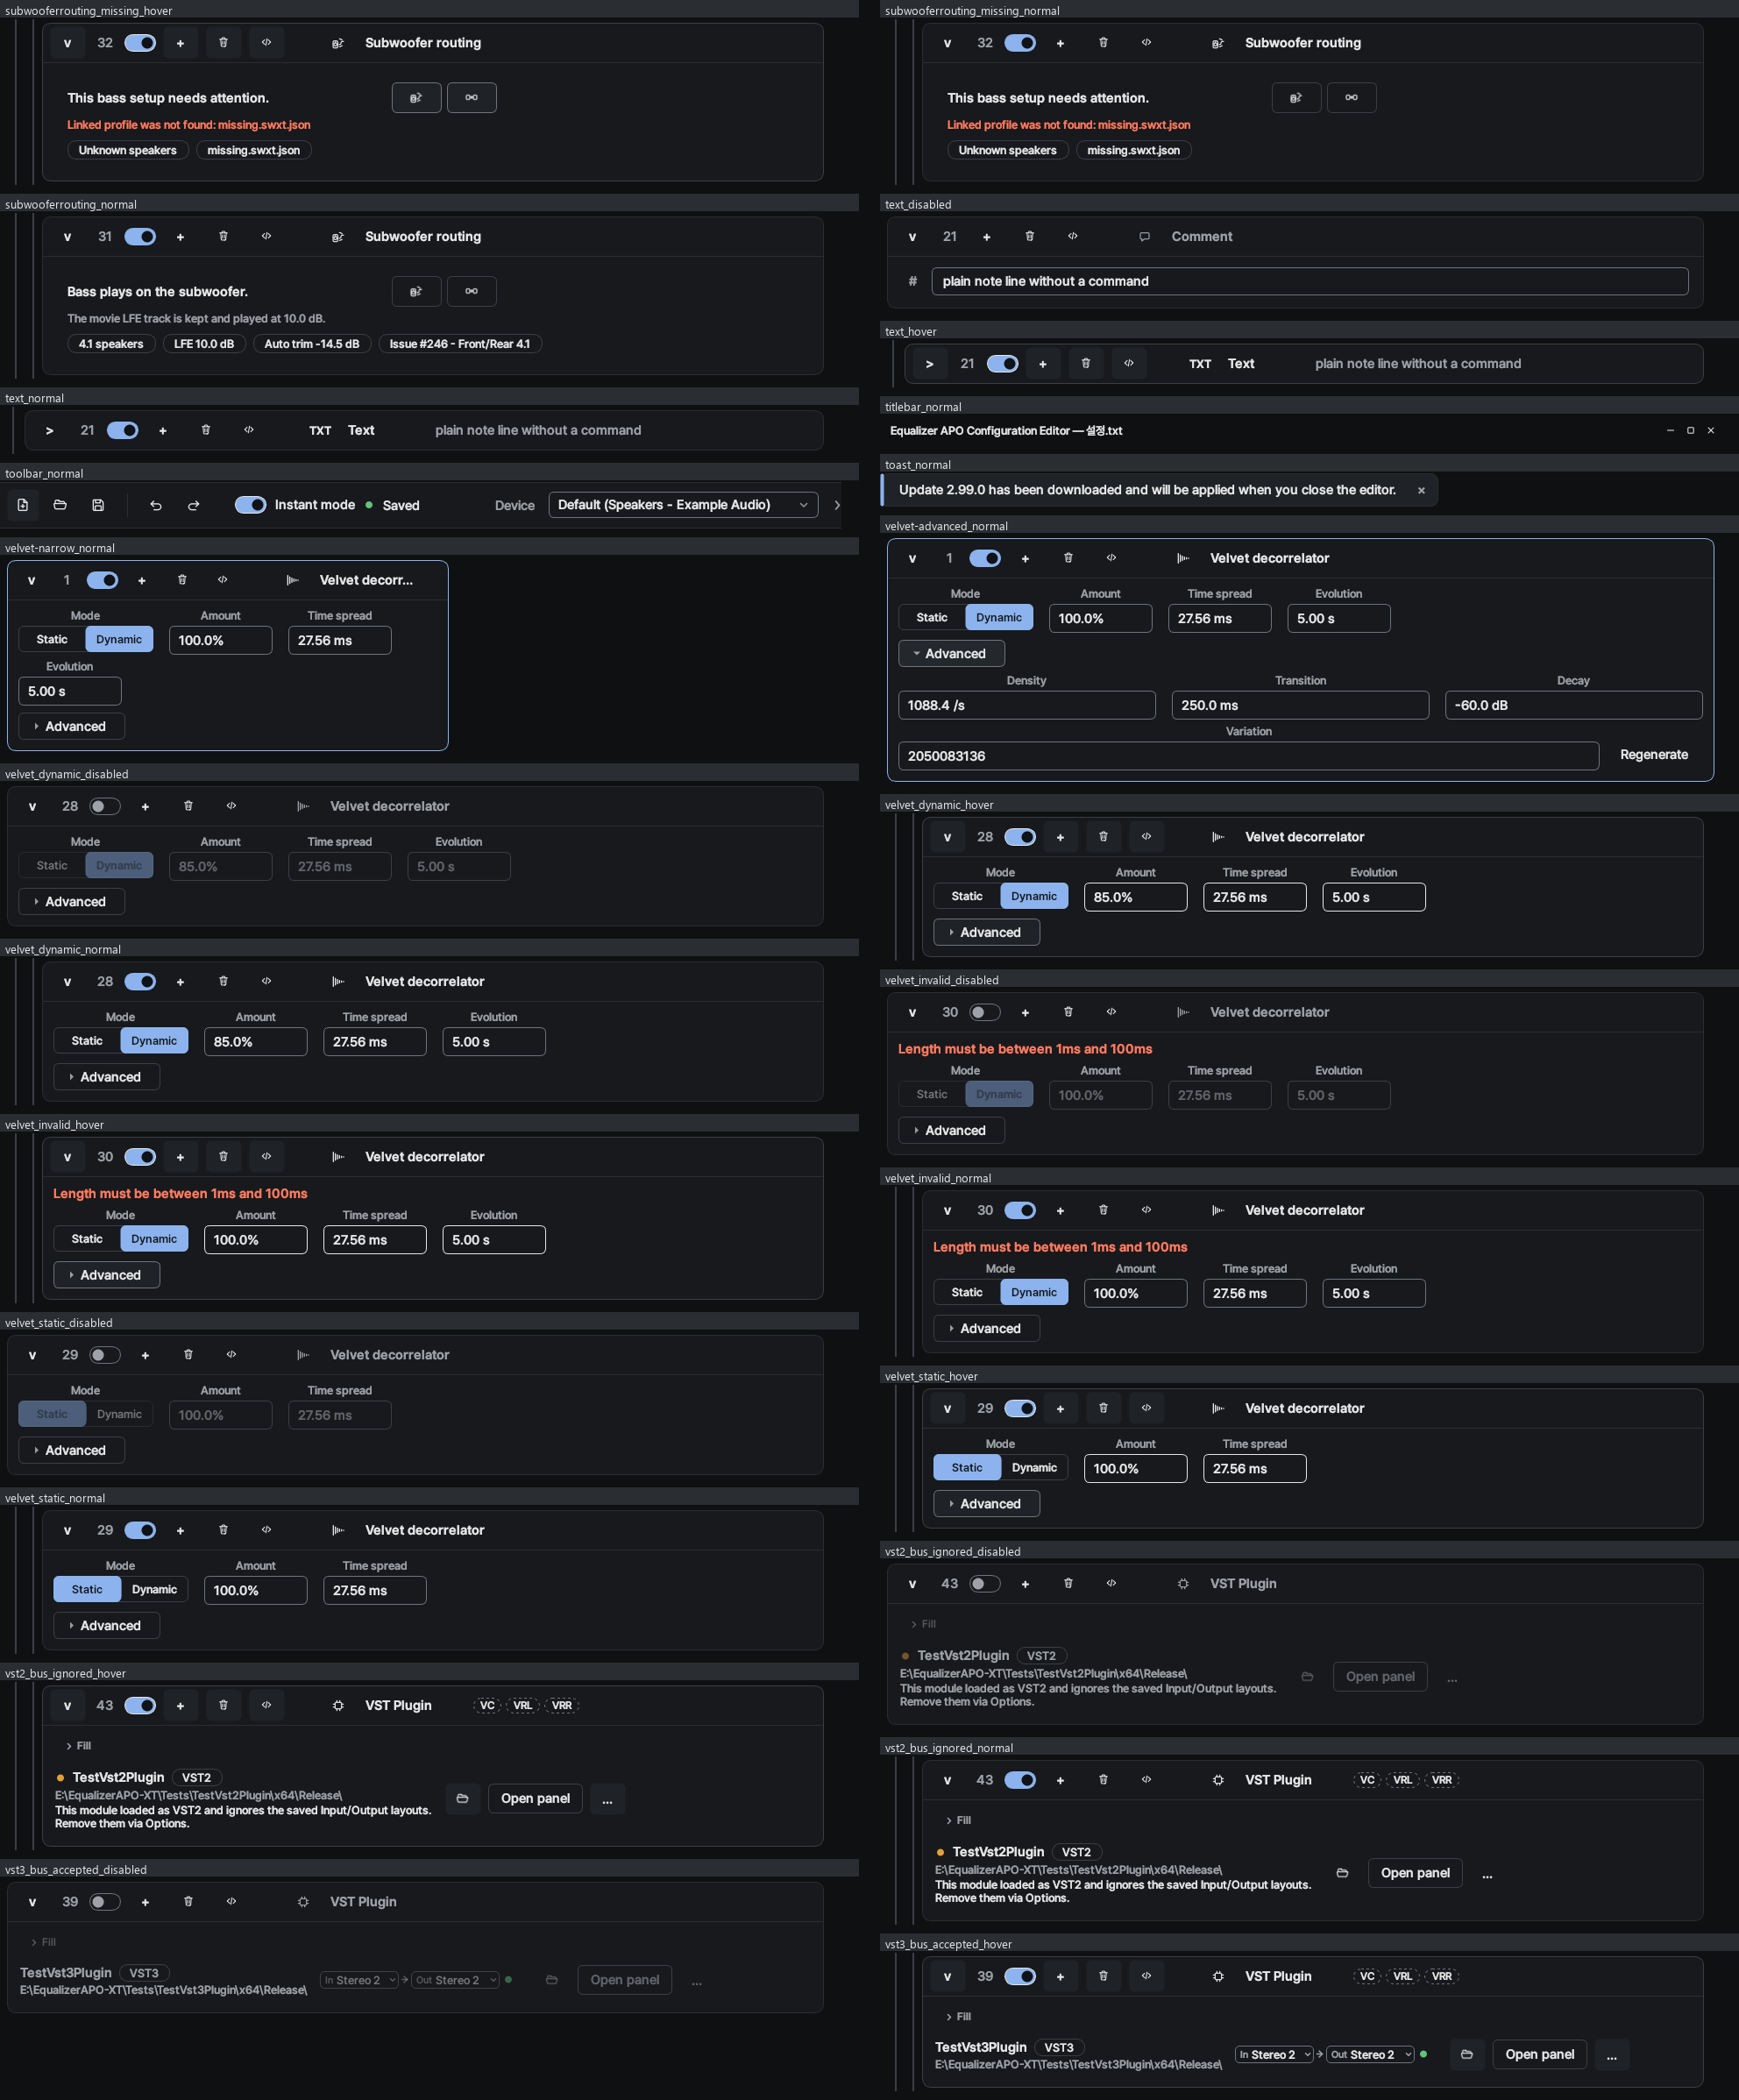 subwooferrouting_missing_hover
v 32 + </> Subwoofer routing
This bass setup needs attention.
Linked profile was not found: missing.swxt.json
Unknown speakers missing.swxt.json
subwooferrouting_normal
v 31 + </> Subwoofer routing
Bass plays on the subwoofer.
The movie LFE track is kept and played at 10.0 dB.
4.1 speakers LFE 10.0 dB Auto trim -14.5 dB Issue #246 - Front/Rear 4.1
text_normal
> 21 + </> TXT Text plain note line without a command
toolbar_normal
Instant mode Saved Device Default (Speakers - Example Audio)
velvet-narrow_normal
v 1 + </> Velvet decorr...
Mode Amount Time spread
Static Dynamic 100.0% 27.56 ms
Evolution
5.00 s
Advanced
velvet_dynamic_disabled
v 28 + </> Velvet decorrelator
Mode Amount Time spread Evolution
Static Dynamic 85.0% 27.56 ms 5.00 s
Advanced
velvet_dynamic_normal
v 28 + </> Velvet decorrelator
Mode Amount Time spread Evolution
Static Dynamic 85.0% 27.56 ms 5.00 s
Advanced
velvet_invalid_hover
v 30 + </> Velvet decorrelator
Length must be between 1ms and 100ms
Mode Amount Time spread Evolution
Static Dynamic 100.0% 27.56 ms 5.00 s
Advanced
velvet_static_disabled
v 29 + </> Velvet decorrelator
Mode Amount Time spread
Static Dynamic 100.0% 27.56 ms
Advanced
velvet_static_normal
v 29 + </> Velvet decorrelator
Mode Amount Time spread
Static Dynamic 100.0% 27.56 ms
Advanced
vst2_bus_ignored_hover
v 43 + </> VST Plugin VC VRL VRR
> Fill
TestVst2Plugin VST2
E:\EqualizerAPO-XT\Tests\TestVst2Plugin\x64\Release\
This module loaded as VST2 and ignores the saved Input/Output layouts.
Remove them via Options.
Open panel ...
vst3_bus_accepted_disabled
v 39 + </> VST Plugin
> Fill
TestVst3Plugin VST3
E:\EqualizerAPO-XT\Tests\TestVst3Plugin\x64\Release\
In Stereo 2 → Out Stereo 2 Open panel ...
subwooferrouting_missing_normal
v 32 + </> Subwoofer routing
This bass setup needs attention.
Linked profile was not found: missing.swxt.json
Unknown speakers missing.swxt.json
text_disabled
v 21 + </> Comment
# plain note line without a command
text_hover
> 21 + </> TXT Text plain note line without a command
titlebar_normal
Equalizer APO Configuration Editor — 설정.txt
toast_normal
Update 2.99.0 has been downloaded and will be applied when you close the editor. ×
velvet-advanced_normal
v 1 + </> Velvet decorrelator
Mode Amount Time spread Evolution
Static Dynamic 100.0% 27.56 ms 5.00 s
Advanced
Density Transition Decay
1088.4 /s 250.0 ms -60.0 dB
Variation
2050083136 Regenerate
velvet_dynamic_hover
v 28 + </> Velvet decorrelator
Mode Amount Time spread Evolution
Static Dynamic 85.0% 27.56 ms 5.00 s
Advanced
velvet_invalid_disabled
v 30 + </> Velvet decorrelator
Length must be between 1ms and 100ms
Mode Amount Time spread Evolution
Static Dynamic 100.0% 27.56 ms 5.00 s
Advanced
velvet_invalid_normal
v 30 + </> Velvet decorrelator
Length must be between 1ms and 100ms
Mode Amount Time spread Evolution
Static Dynamic 100.0% 27.56 ms 5.00 s
Advanced
velvet_static_hover
v 29 + </> Velvet decorrelator
Mode Amount Time spread
Static Dynamic 100.0% 27.56 ms
Advanced
vst2_bus_ignored_disabled
v 43 + </> VST Plugin
> Fill
TestVst2Plugin VST2
E:\EqualizerAPO-XT\Tests\TestVst2Plugin\x64\Release\
This module loaded as VST2 and ignores the saved Input/Output layouts.
Remove them via Options.
Open panel ...
vst2_bus_ignored_normal
v 43 + </> VST Plugin VC VRL VRR
> Fill
TestVst2Plugin VST2
E:\EqualizerAPO-XT\Tests\TestVst2Plugin\x64\Release\
This module loaded as VST2 and ignores the saved Input/Output layouts.
Remove them via Options.
Open panel ...
vst3_bus_accepted_hover
v 39 + </> VST Plugin VC VRL VRR
> Fill
TestVst3Plugin VST3
E:\EqualizerAPO-XT\Tests\TestVst3Plugin\x64\Release\
In Stereo 2 → Out Stereo 2 Open panel ...